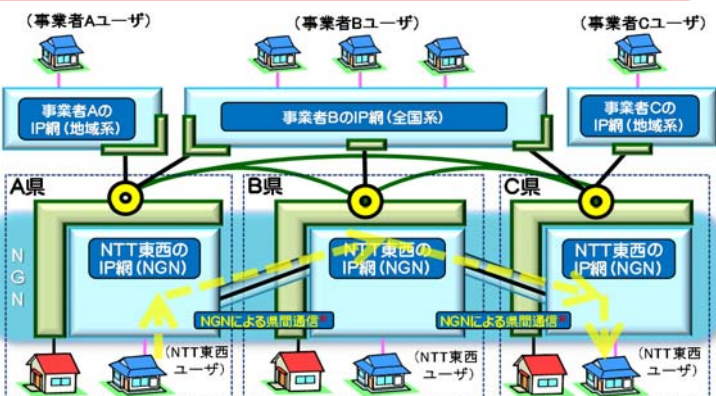 (事業者Aユーザ)
(事業者Bユーザ)
(事業者Cユーザ)
事業者Aの
IP網(地域系)
事業者BのIP網(全国系)
事業者Cの
IP網(地域系)
A県
B県
C県
NGN
NTT東西の
IP網(NGN)
NTT東西の
IP網(NGN)
NTT東西の
IP網(NGN)
NGNによる県間通信*
NGNによる県間通信*
(NTT東西
ユーザ)
(NTT東西
ユーザ)
(NTT東西
ユーザ)